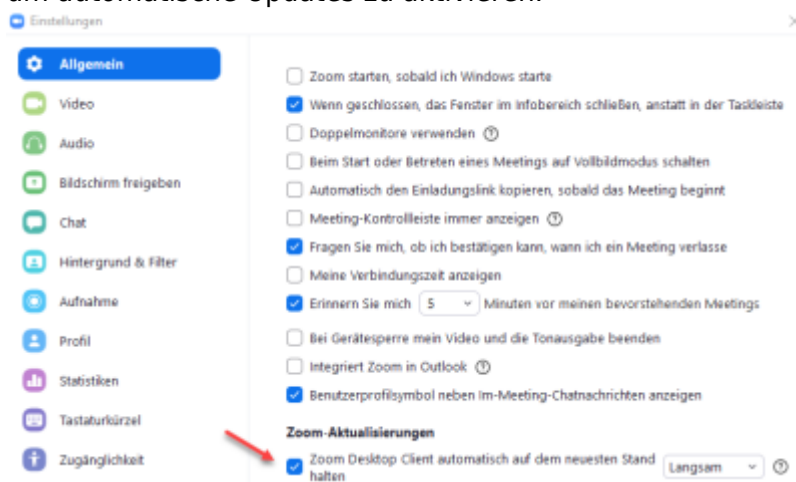 um automatische Updates zu aktivieren.
Einstellungen
Allgemein
Video
Audio
Bildschirm freigeben
Chat
Hintergrund & Filter
Aufnahme
Profil
Statistiken
Tastaturkürzel
Zugänglichkeit
Zoom starten, sobald ich Windows starte
Wenn geschlossen, das Fenster im Infobereich schließen, anstatt in der Taskleiste
Doppelmonitore verwenden
Beim Start oder Betreten eines Meetings auf Vollbildmodus schalten
Automatisch den Einladungslink kopieren, sobald das Meeting beginnt
Meeting-Kontrollleiste immer anzeigen
Fragen Sie mich, ob ich bestätigen kann, wann ich ein Meeting verlasse
Meine Verbindungszeit anzeigen
Erinnern Sie mich 5 Minuten vor meinen bevorstehenden Meetings
Bei Gerätesperre mein Video und die Tonausgabe beenden
Integriert Zoom in Outlook
Benutzerprofilsymbol neben Im-Meeting-Chatnachrichten anzeigen
Zoom-Aktualisierungen
Zoom Desktop Client automatisch auf dem neuesten Stand Langsam
halten